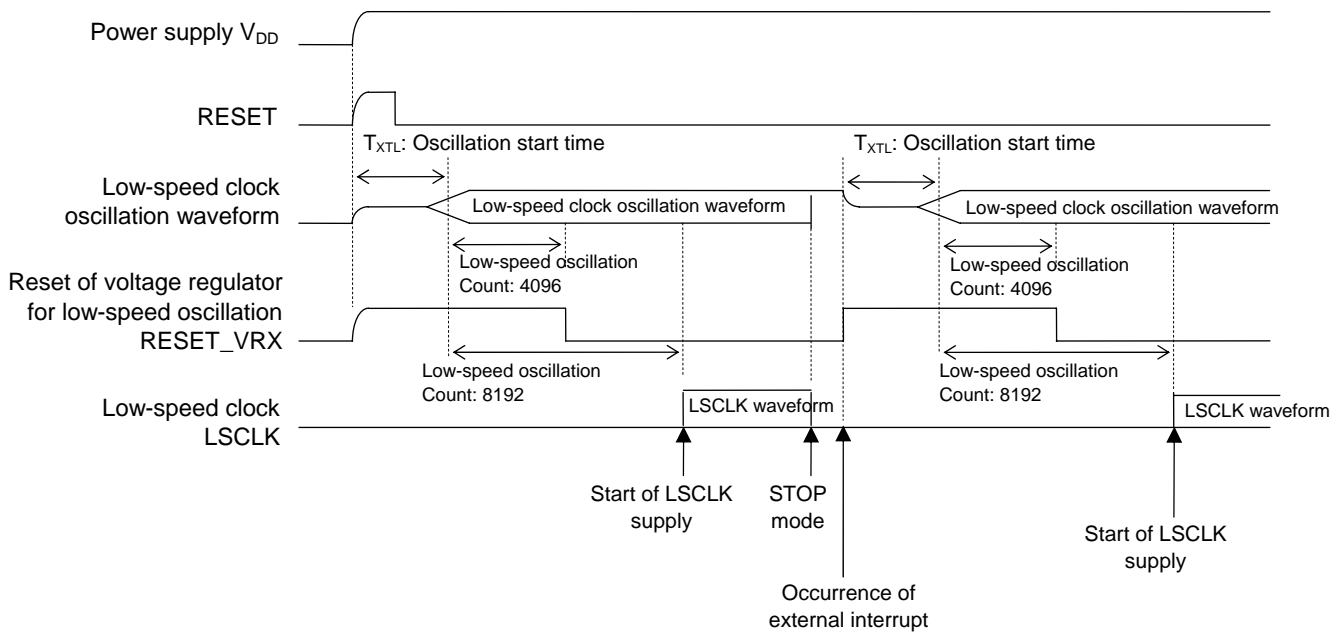 Power supply VDD
RESET
TXTL: Oscillation start time
TXTL: Oscillation start time
Low-speed clock
oscillation waveform
Low-speed clock oscillation waveform
Low-speed clock oscillation waveform
Low-speed oscillation
Count: 4096
Low-speed oscillation
Count: 4096
Reset of voltage regulator
for low-speed oscillation
RESET_VRX
Low-speed oscillation
Count: 8192
Low-speed oscillation
Count: 8192
Low-speed clock
LSCLK
LSCLK waveform
LSCLK waveform
Start of LSCLK
supply
STOP
mode
Start of LSCLK
supply
Occurrence of
external interrupt